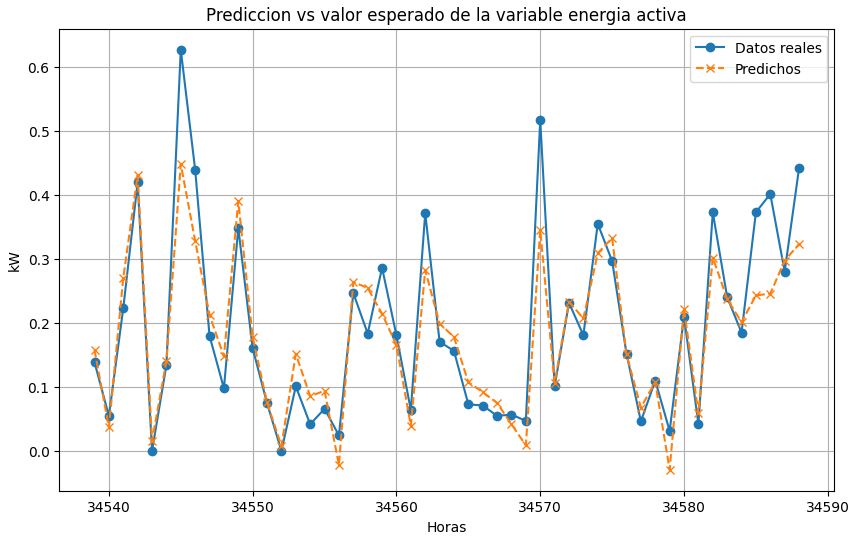 Prediccion vs valor esperado de la variable energia activa
Datos reales
Predichos
kW
0.6
0.5
0.4
0.3
0.2
0.1
0.0
34540 34550 34560 34570 34580 34590
Horas